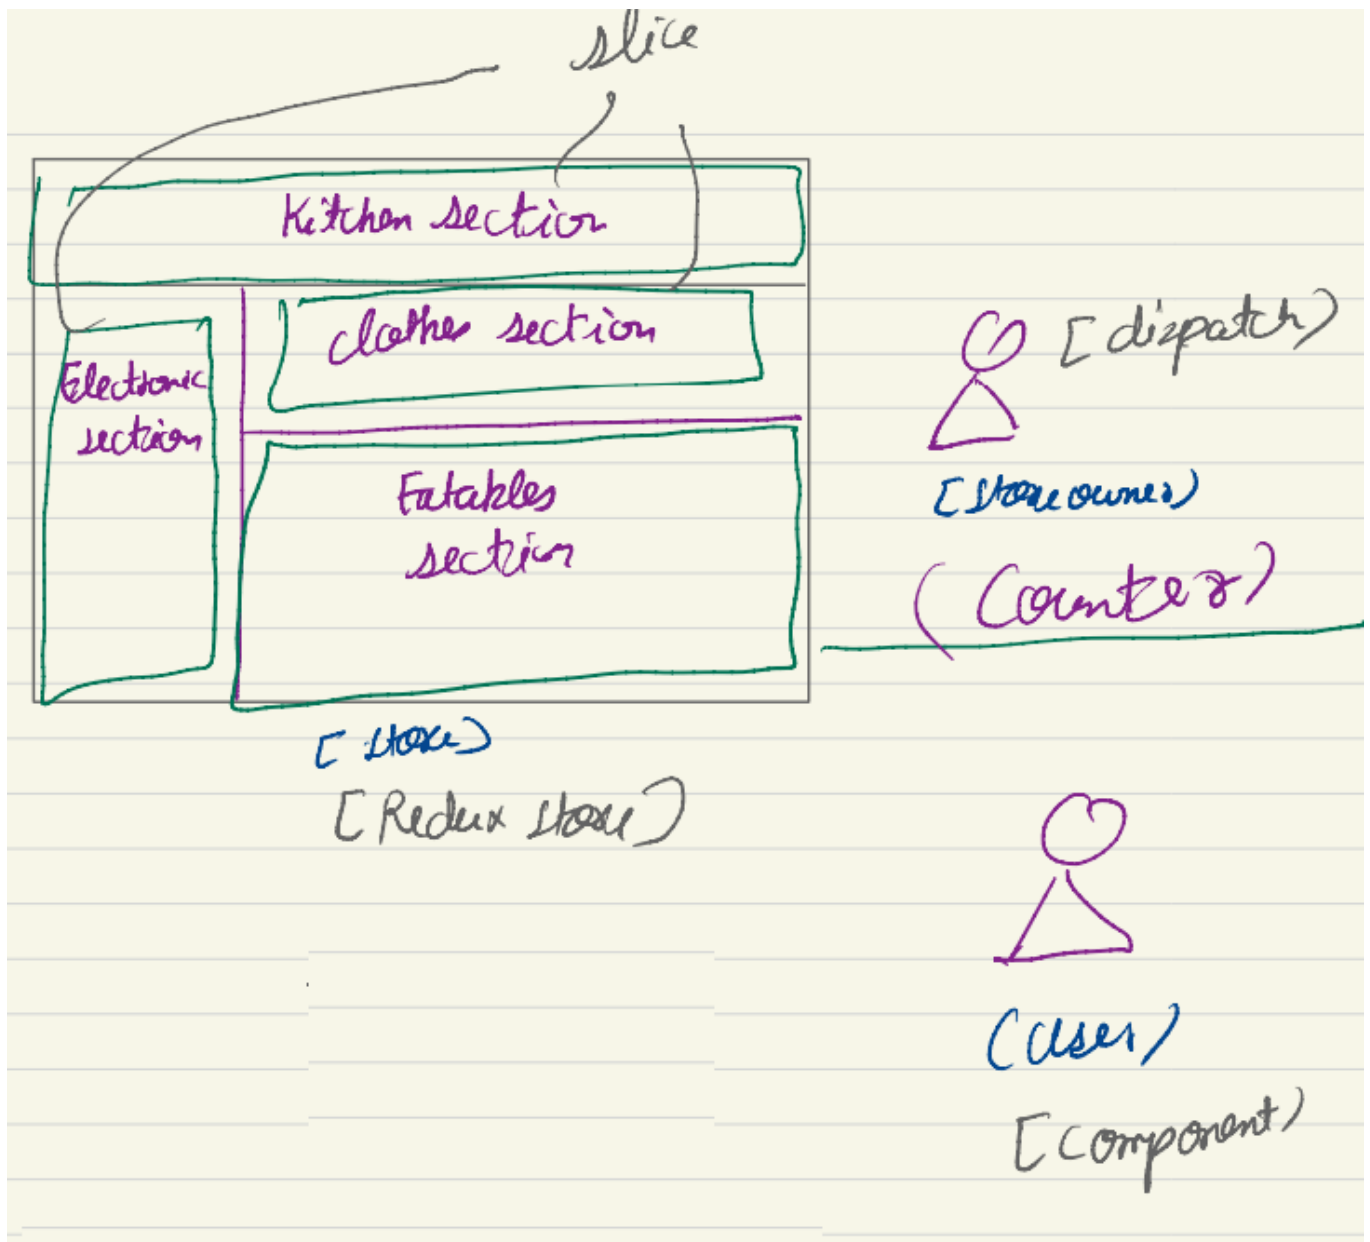 slice
Kitchen section
clothes section
[dispatch)
Electronic
section
Eatables
section
[store owner)
(Counter)
[store)
[Redux store)
(User)
[component)